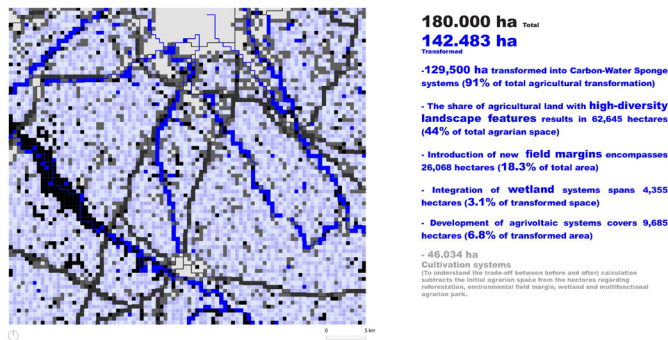 180.000 ha Total
142.483 ha
Transformed
-129,500 ha transformed into Carbon-Water Sponge
systems (91% of total agricultural transformation)
- The share of agricultural land with high-diversity
landscape features results in 62,645 hectares
(44% of total agrarian space)
- Introduction of new field margins encompasses
26,068 hectares (18.3% of total area)
- Integration of wetland systems spans 4,355
hectares (3.1% of transformed space)
- Development of agrivoltaic systems covers 9,685
hectares (6.8% of transformed area)
- 46.034 ha
Cultivation systems
(To understand the trade-off between before and after) calculation
subtracts the initial agrarian space from the hectares regarding
reforestation, environmental field margin, wetland and multifunctional
agrarian park.
0 5 km